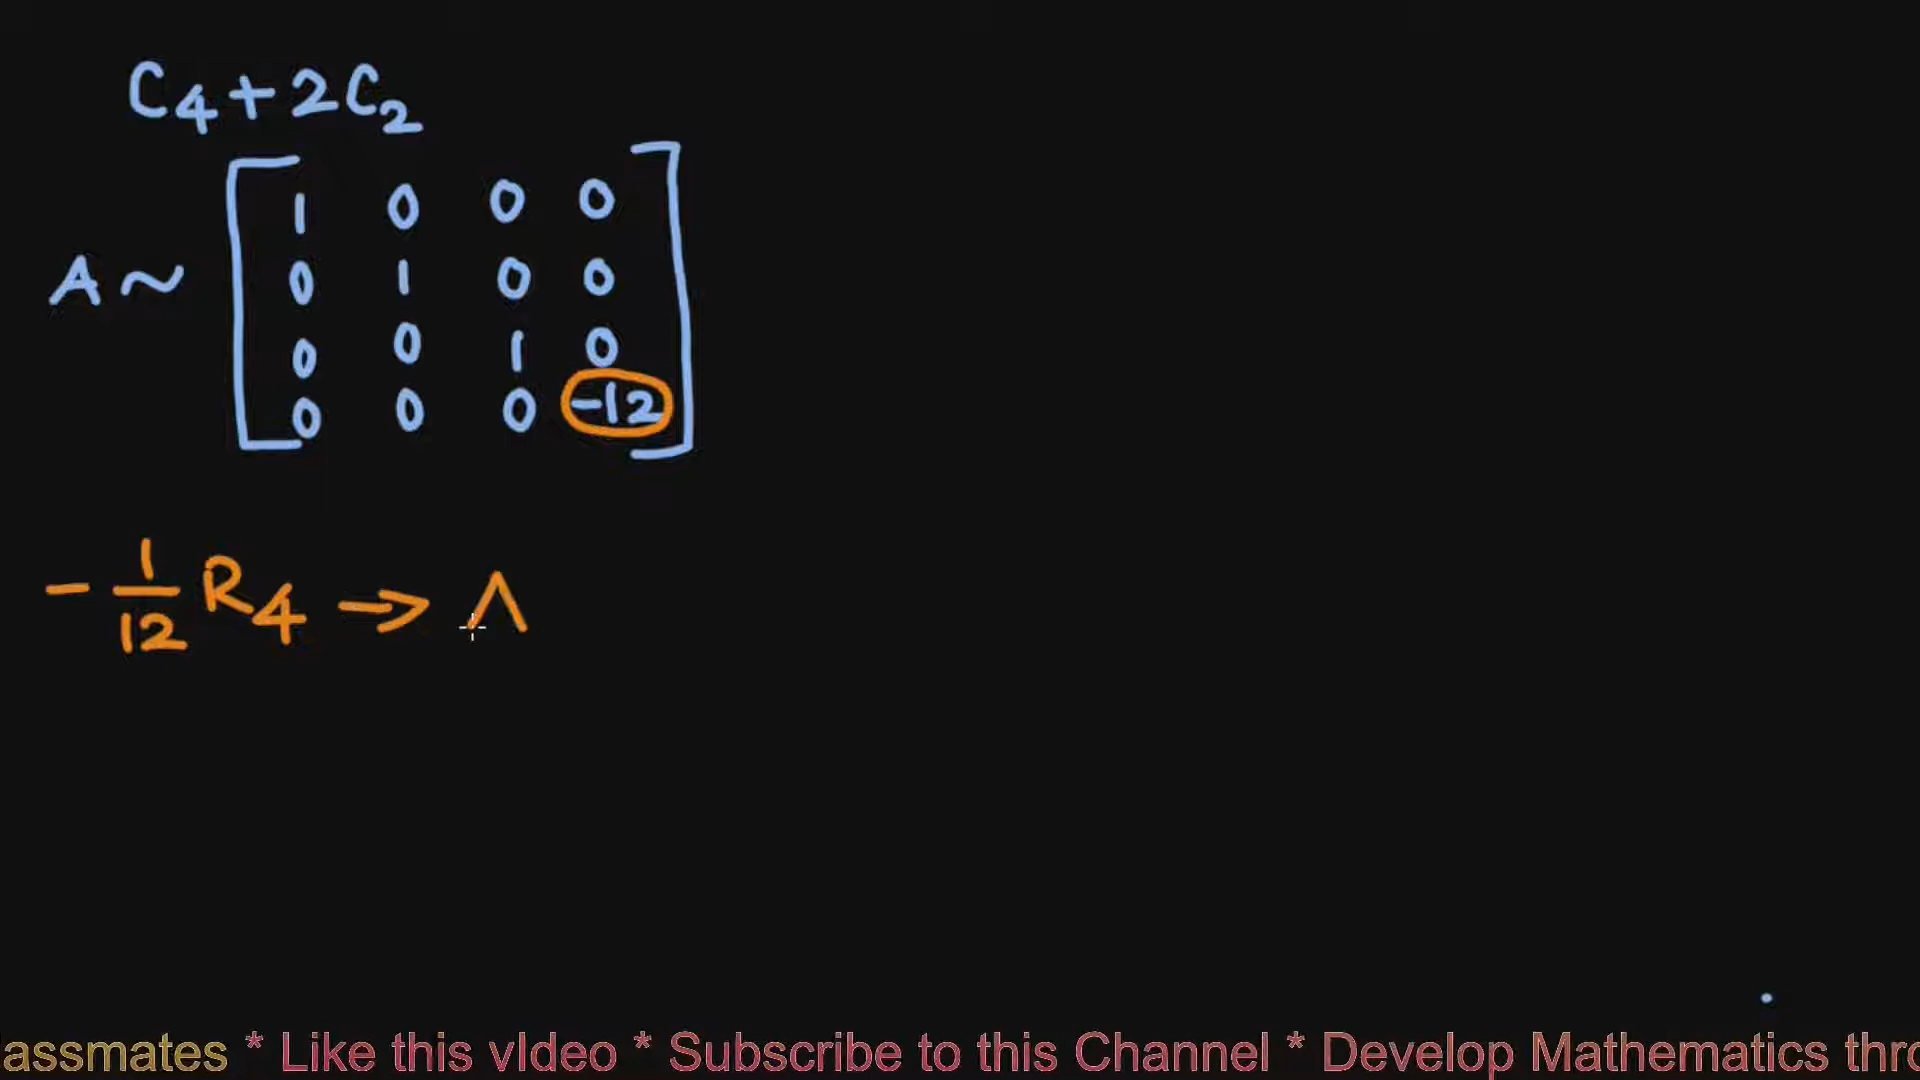 C₄+2C₂
1 0 0 0
A ~ 0 1 0 0
0 0 1 0
0 0 0 -12
-1/12 R₄ → Λ
lassmates * Like this vIdeo * Subscribe to this Channel * Develop Mathematics thro